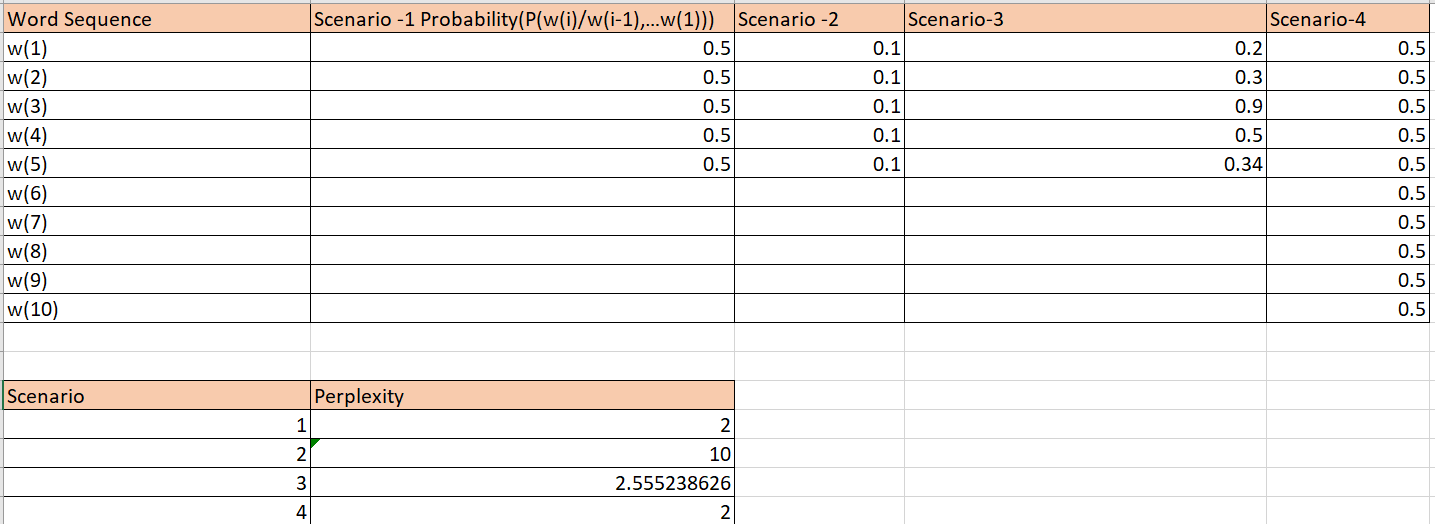 Word Sequence Scenario -1 Probability(P(w(i)/w(i-1),...w(1))) Scenario -2 Scenario-3 Scenario-4
w(1) 0.5 0.1 0.2 0.5
w(2) 0.5 0.1 0.3 0.5
w(3) 0.5 0.1 0.9 0.5
w(4) 0.5 0.1 0.5 0.5
w(5) 0.5 0.1 0.34 0.5
w(6) 0.5
w(7) 0.5
w(8) 0.5
w(9) 0.5
w(10) 0.5
Scenario Perplexity
1 2
2 10
3 2.555238626
4 2